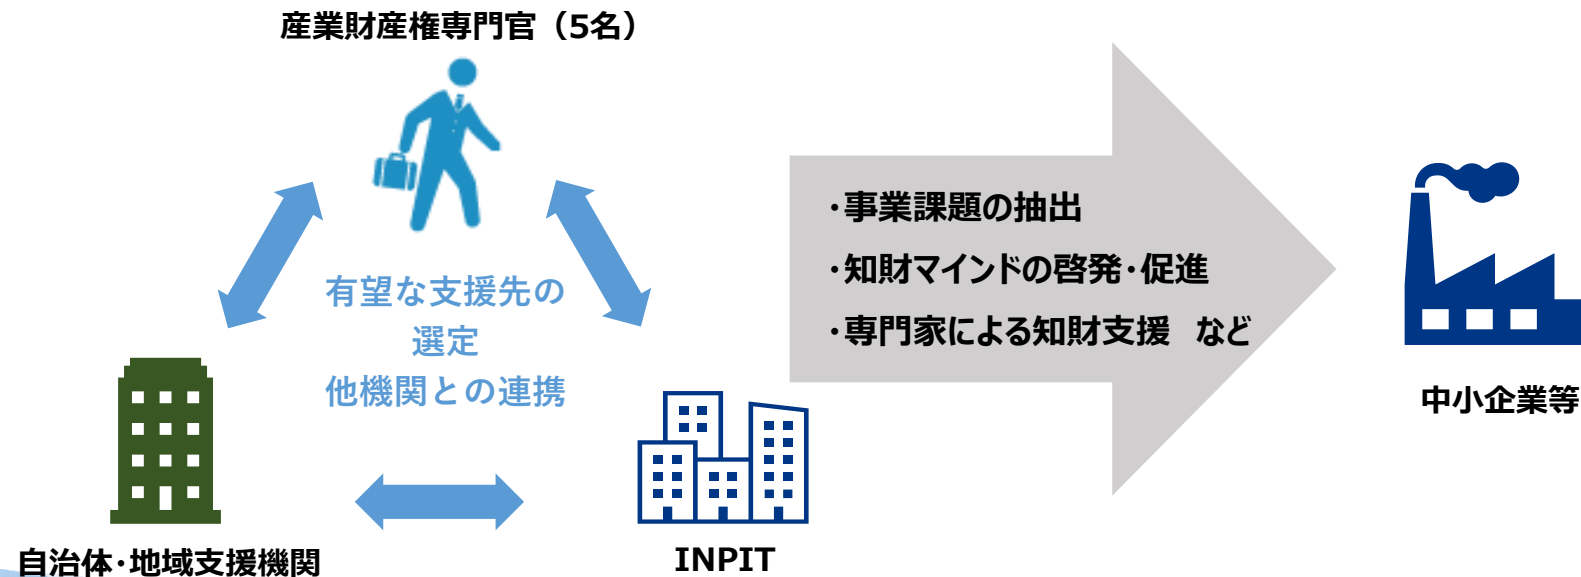 産業財産権専門官（5名）
有望な支援先の
選定
他機関との連携
自治体・地域支援機関
INPIT
・事業課題の抽出
・知財マインドの啓発・促進
・専門家による知財支援　など
中小企業等